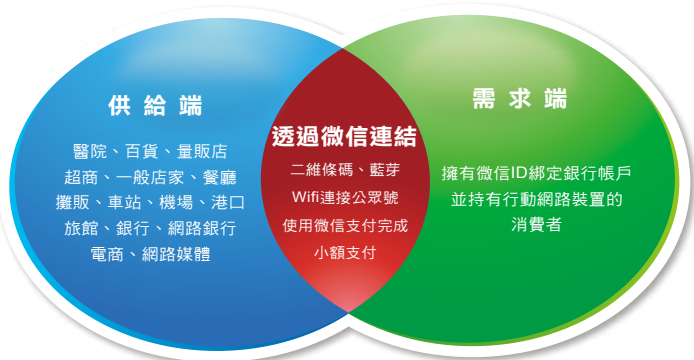 供給端
醫院、百貨、量販店
超商、一般店家、餐廳
攤販、車站、機場、港口
旅館、銀行、網路銀行
電商、網路媒體
透過微信連結
二維條碼、藍芽
Wifi連接公眾號
使用微信支付完成
小額支付
需求端
擁有微信ID綁定銀行帳戶
並持有行動網路裝置的
消費者